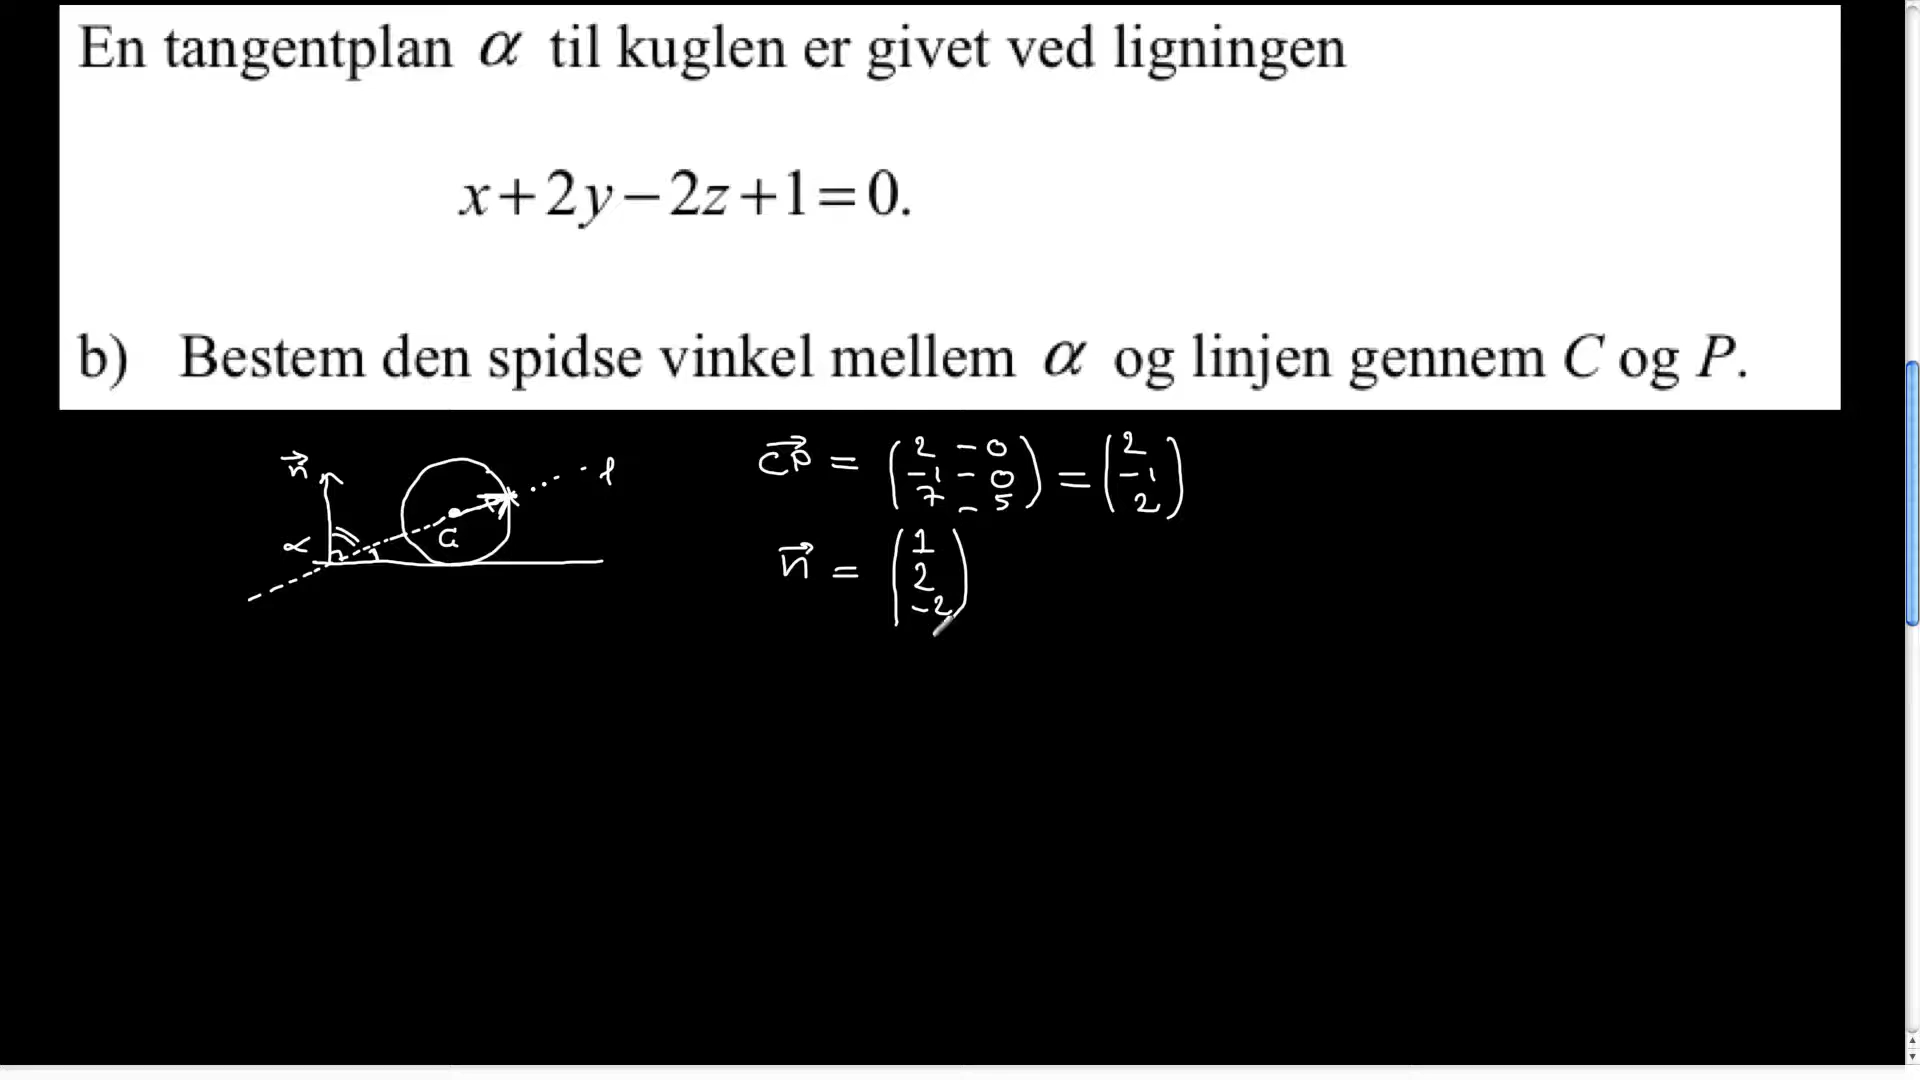 En tangentplan α til kuglen er givet ved ligningen
x+2y−2z+1=0.
b) Bestem den spidse vinkel mellem α og linjen gennem C og P.
n⃗
l
α
C
CP⃗ = (2 − 0, −1 − 0, 7 − 5) = (2, −1, 2)
n⃗ = (1, 2, −2)